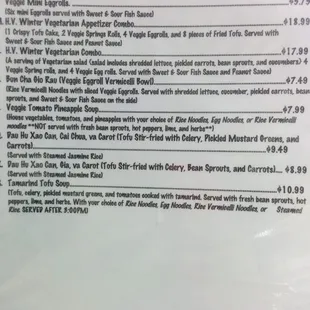 Veggie Mini Eggrolls
(Six mini Eggrolls served with Sweet & Sour Fish Sauce)
H.V. Winter Vegetarian Appetizer Combo
(1 Crispy Tofu Cake, 2 Veggie Springs Rolls, 4 Veggie Eggrolls, and 8 pieces of Fried Tofu. Served with
Sweet & Sour Fish Sauce and Peanut Sauce)
H.V. Winter Vegetarian Combo $17.99
(A serving of Vegetarian salad (salad includes shredded lettuce, pickled carrots, bean sprouts, and cucumbers) 4
Veggie Spring rolls, and 4 Veggie Egg rolls. Served with Sweet & Sour Fish Sauce and Peanut Sauce)
Bun Cha Gio Rau (Veggie Eggroll Vermicelli Bowl) $7.49
(Rice Vermicelli Noodles with sliced Veggie Eggrolls. Served with shredded lettuce, cucumber, pickled carrots, bean
sprouts, and Sweet & Sour Fish Sauce on the side)
Veggie Tomato Pineapple Soup $7.99
(House vegetables, tomatoes, and pineapples with your choice of Rice Noodles, Egg Noodles, or Rice Vermicelli
noodles **NOT served with fresh bean sprouts, hot peppers, lime, and herbs**)
Dau Hu Xao Can, Cai Chua, va Carot (Tofu Stir-fried with Celery, Pickled Mustard Greens, and
Carrots) $9.49
(Served with Steamed Jasmine Rice)
Dau Hu Xao Can, Gia, va Carot (Tofu Stir-fried with Celery, Bean Sprouts, and Carrots)... $8.99
(Served with Steamed Jasmine Rice)
Tamarind Tofu Soup $10.99
(Tofu, celery, pickled mustard greens, and tomatoes cooked with tamarind. Served with fresh bean sprouts, hot
peppers, lime, and herbs. With your choice of Rice Noodles, Egg Noodles, Rice Vermicelli Noodles, or Steamed
Rice SERVED AFTER 3:00PM)